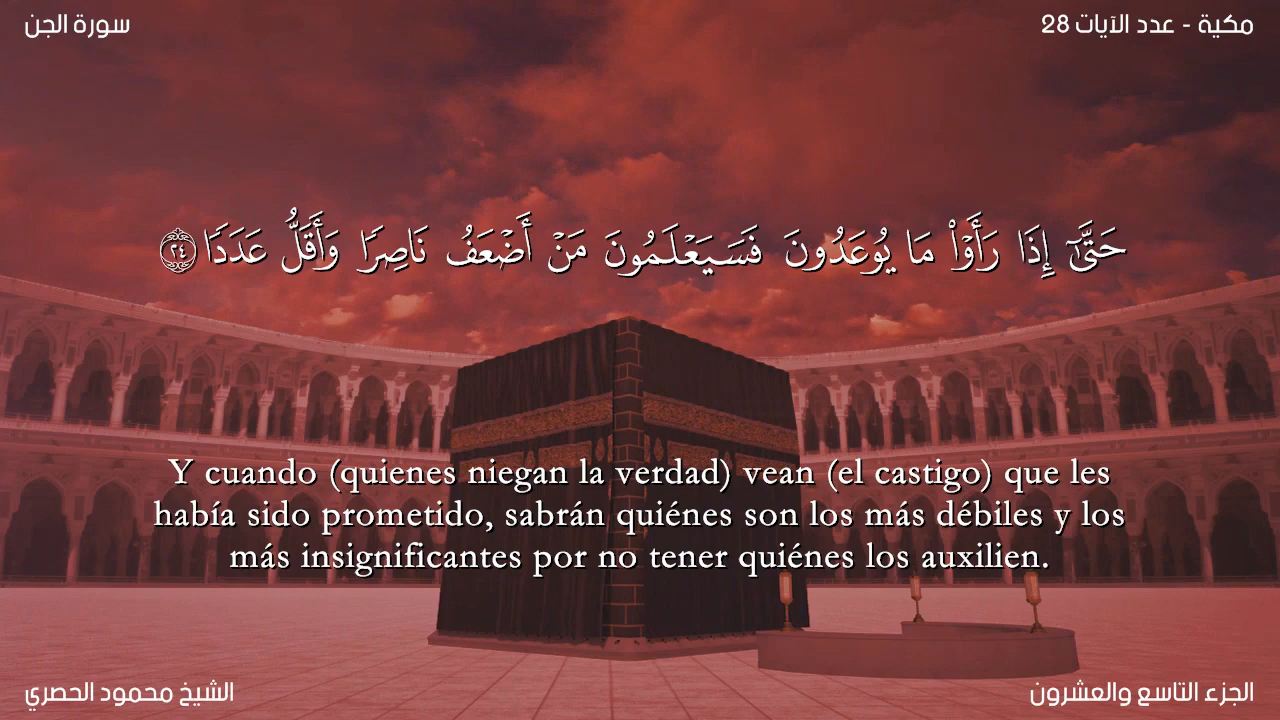 سورة الجن
مكية - عدد الآيات 28
حَتَّىٰٓ إِذَا رَأَوْا۟ مَا يُوعَدُونَ فَسَيَعْلَمُونَ مَنْ أَضْعَفُ نَاصِرًا وَأَقَلُّ عَدَدًا ٢٤
Y cuando (quienes niegan la verdad) vean (el castigo) que les
había sido prometido, sabrán quiénes son los más débiles y los
más insignificantes por no tener quiénes los auxilien.
الشيخ محمود الحصري
الجزء التاسع والعشرون